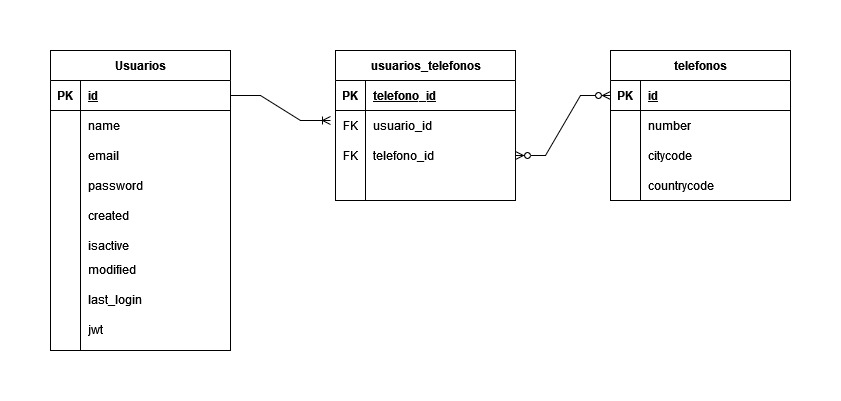 Usuarios
PK id
name
email
password
created
isactive
modified
last_login
jwt
usuarios_telefonos
PK telefono_id
FK usuario_id
FK telefono_id
telefonos
PK id
number
citycode
countrycode